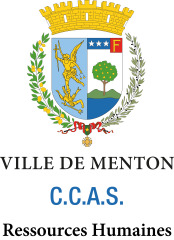 F
VILLE DE MENTON
C.C.A.S.
Ressources Humaines